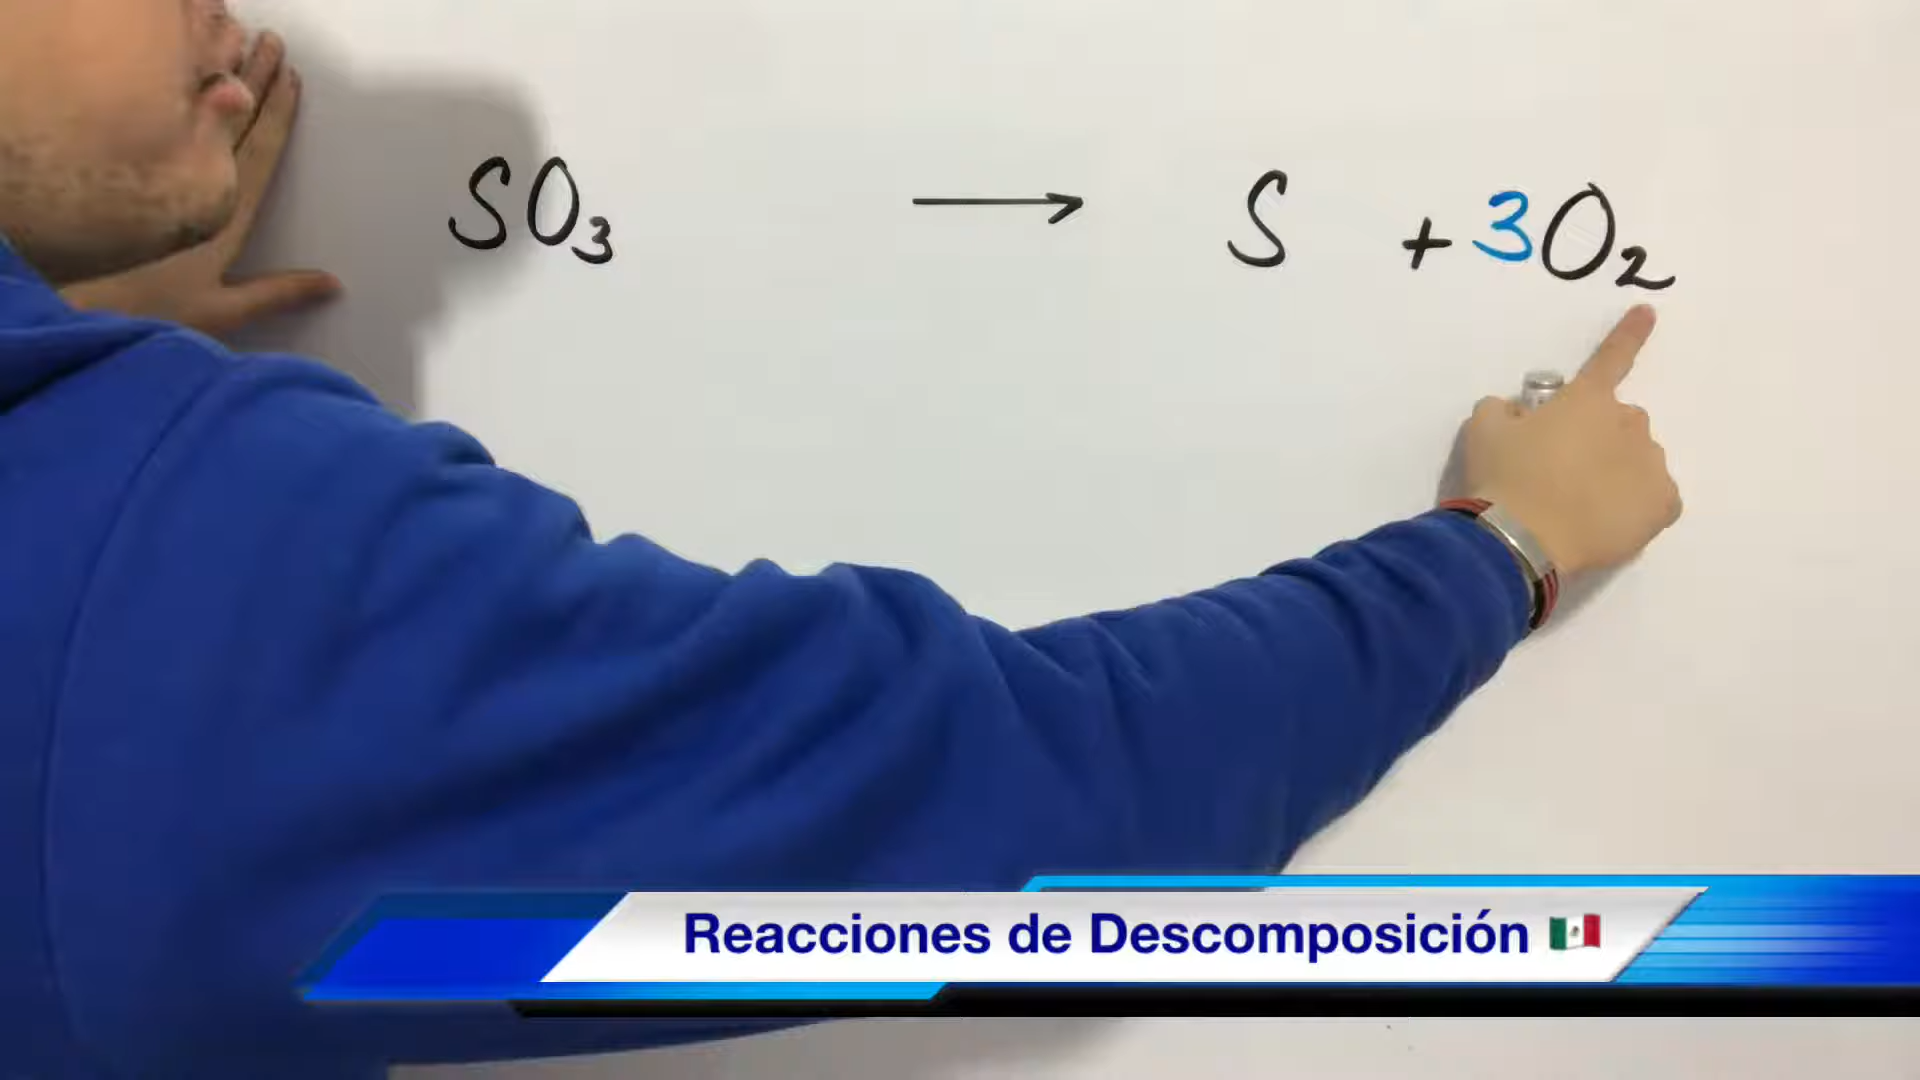 SO₃ → S + 3O₂
Reacciones de Descomposición 🇲🇽